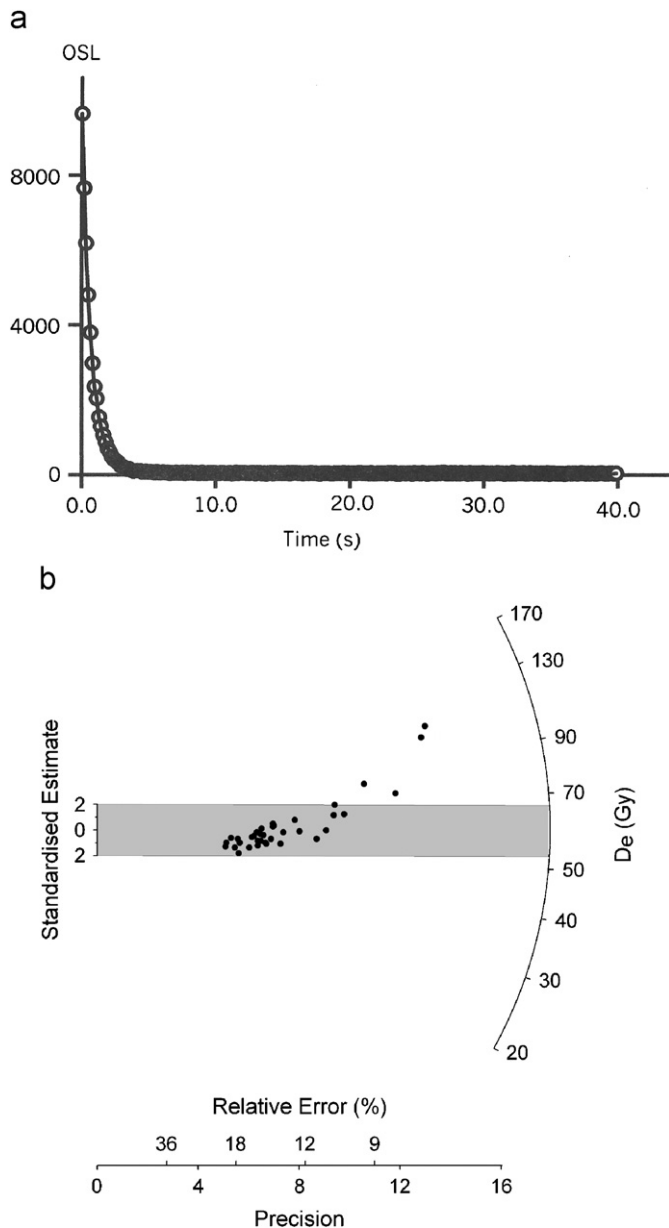 a
OSL
8000
4000
0
0.0 10.0 20.0 30.0 40.0
Time (s)
b
170
130
90
70
50
40
30
20
De (Gy)
Standardised Estimate
2
0
2
Relative Error (%)
36 18 12 9
0 4 8 12 16
Precision